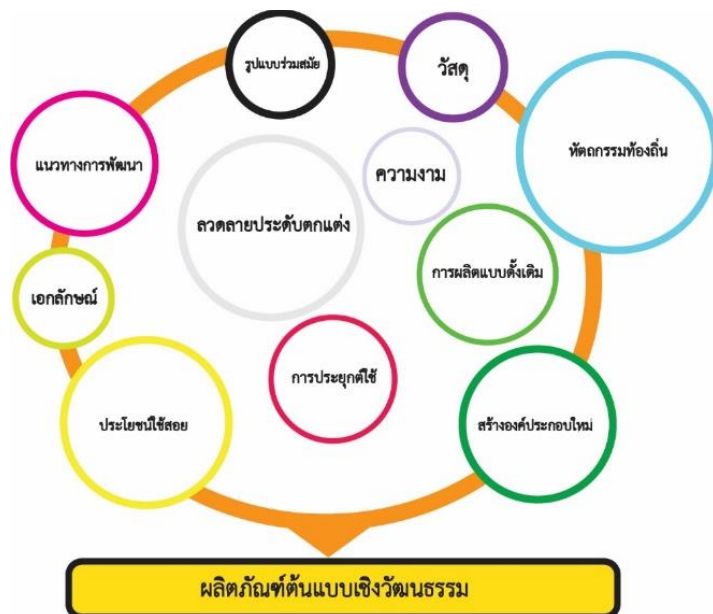 รูปแบบร่วมสมัย
วัสดุ
หัตถกรรมท้องถิ่น
แนวทางการพัฒนา
ความงาม
ลวดลายประดับตกแต่ง
การผลิตแบบดั้งเดิม
เอกลักษณ์
การประยุกต์ใช้
ประโยชน์ใช้สอย
สร้างองค์ประกอบใหม่
ผลิตภัณฑ์ต้นแบบเชิงวัฒนธรรม